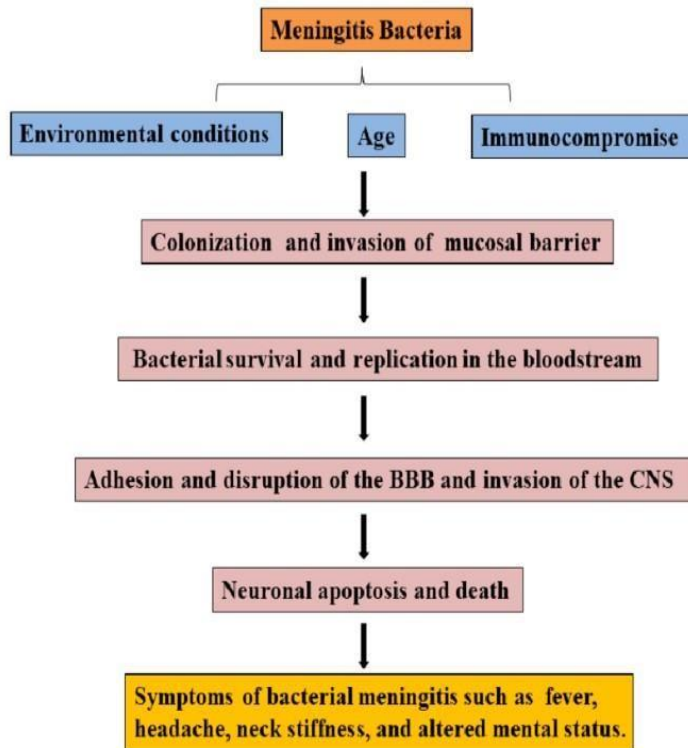 Meningitis Bacteria
Environmental conditions
Age
Immunocompromise
Colonization and invasion of mucosal barrier
Bacterial survival and replication in the bloodstream
Adhesion and disruption of the BBB and invasion of the CNS
Neuronal apoptosis and death
Symptoms of bacterial meningitis such as fever,
headache, neck stiffness, and altered mental status.